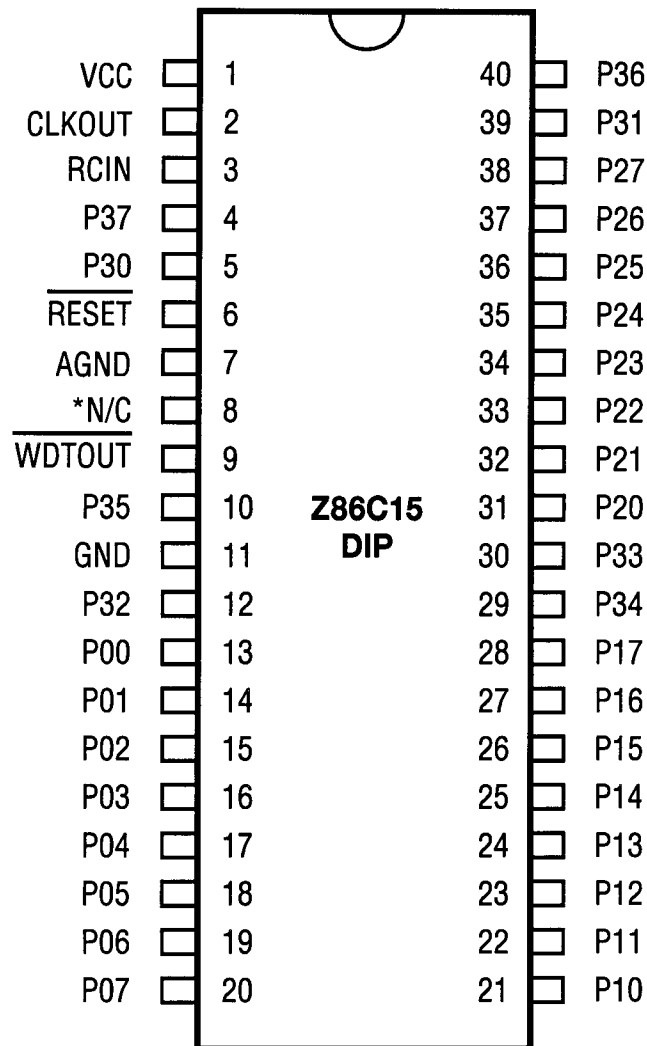 VCC 1 40 P36
CLKOUT 2 39 P31
RCIN 3 38 P27
P37 4 37 P26
P30 5 36 P25
RESET 6 35 P24
AGND 7 34 P23
*N/C 8 33 P22
WDTOUT 9 32 P21
P35 10 Z86C15 31 P20
GND 11 DIP 30 P33
P32 12 29 P34
P00 13 28 P17
P01 14 27 P16
P02 15 26 P15
P03 16 25 P14
P04 17 24 P13
P05 18 23 P12
P06 19 22 P11
P07 20 21 P10